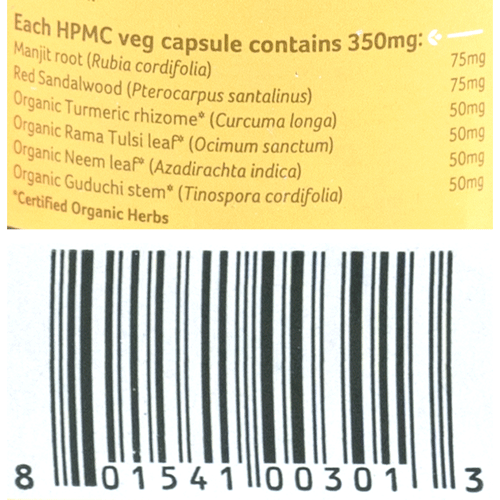 Each HPMC veg capsule contains 350mg:
Manjit root (Rubia cordifolia) 75mg
Red Sandalwood (Pterocarpus santalinus) 75mg
Organic Turmeric rhizome* (Curcuma longa) 50mg
Organic Rama Tulsi leaf* (Ocimum sanctum) 50mg
Organic Neem leaf* (Azadirachta indica) 50mg
Organic Guduchi stem* (Tinospora cordifolia) 50mg
*Certified Organic Herbs
8 01541 00301 3